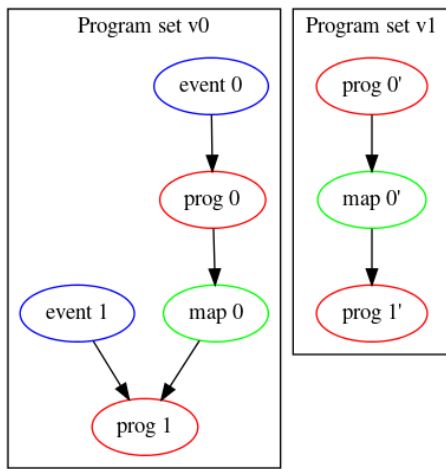 Program set v0
event 0
prog 0
event 1
map 0
prog 1
Program set v1
prog 0'
map 0'
prog 1'